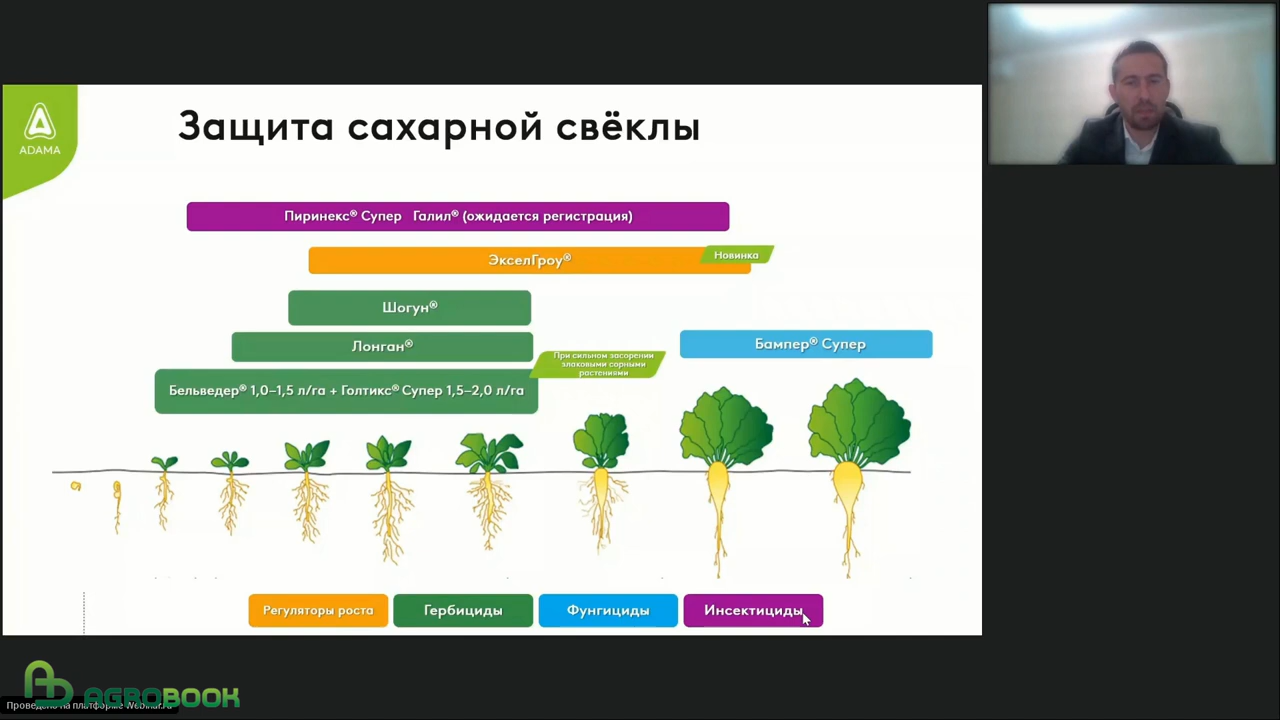 ADAMA
Защита сахарной свёклы
Пиринекс® Супер Галил® (ожидается регистрация)
ЭкселГроу®
Новинка
Шогун®
Лонган®
При сильном засорении
злаковыми сорными
растениями
Бампер® Супер
Бельведер® 1,0–1,5 л/га + Голтикс® Супер 1,5–2,0 л/га
Регуляторы роста
Гербициды
Фунгициды
Инсектициды
AGROBOOK
Проведено на платформе Webinar.ru